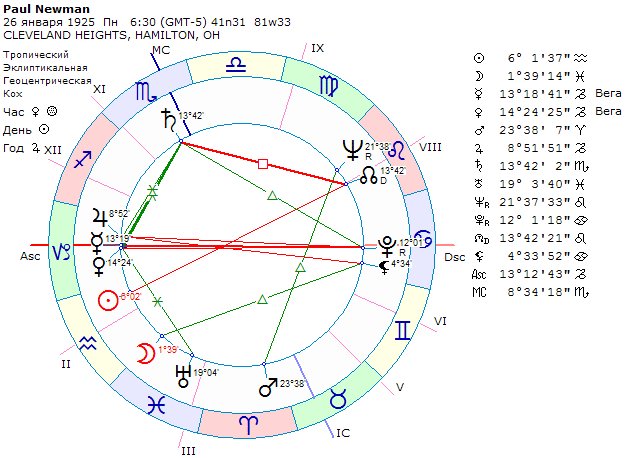 Paul Newman
26 января 1925 Пн 6:30 (GMT-5) 41n31 81w33
CLEVELAND HEIGHTS, HAMILTON, OH
Тропический
Эклиптикальная
Геоцентрическая
Кох
Час ♀ ☹
День ☉
Год ♃
MC
IX
XI
VIII
XII
♎
♏
♍
♄ 13°42'
♆ 21°38' R
☊ 13°42' D
♌
♐
♃ 8°52'
☿ 13°19'
♀ 14°24'
Asc
♑
♇ 12°01' R
⚸ 4°34'
♋
Dsc
☉ 6°02'
☽ 1°39'
♅ 19°04'
♂ 23°38'
VI
II
♒
♊
♓
♈
♉
V
III
IC
☉ 6° 1'37" ♒
☽ 1°39'14" ♓
☿ 13°18'41" ♑ Вега
♀ 14°24'25" ♑ Вега
♂ 23°38' 7" ♈
♃ 8°51'51" ♑
♄ 13°42' 2" ♏
♅ 19° 3'40" ♓
♆R 21°37'33" ♌
♇R 12° 1'18" ♋
☊D 13°42'21" ♌
⚸ 4°33'52" ♋
Asc 13°12'43" ♑
MC 8°34'18" ♏